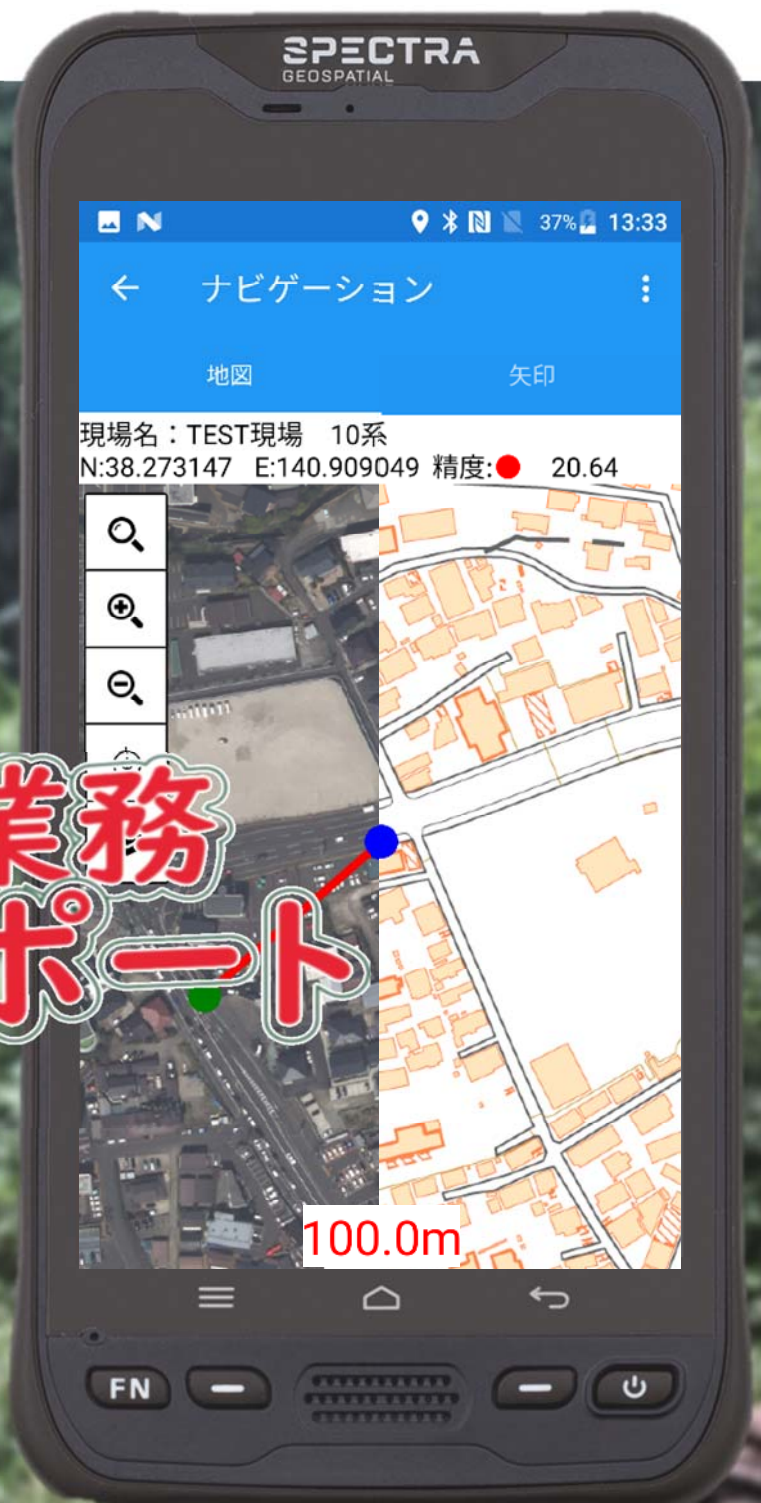 SPECTRA
GEOSPATIAL
37% 13:33
ナビゲーション
地図 矢印
現場名：TEST現場 10系
N:38.273147 E:140.909049 精度: 20.64
業務
ポート
100.0m
FN